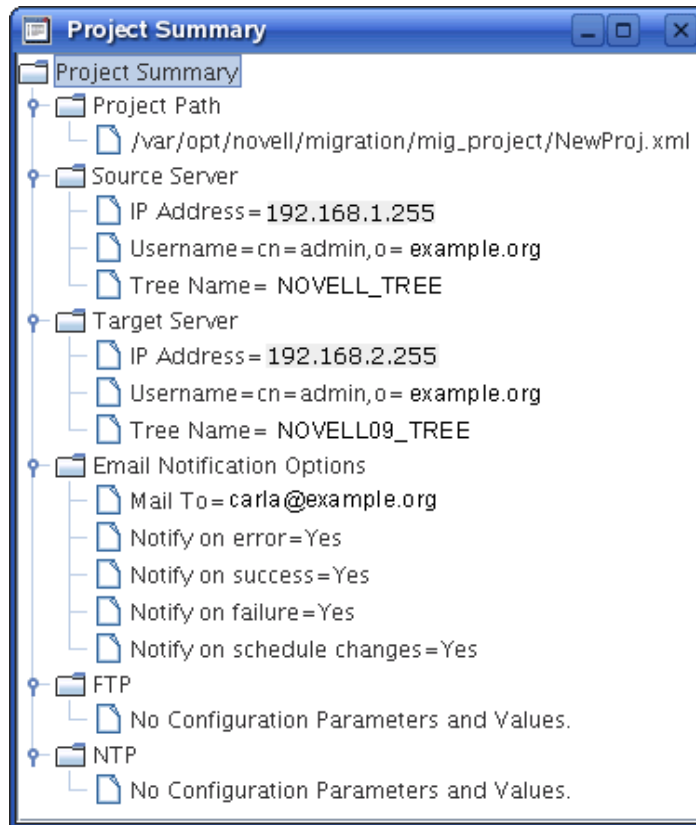 Project Summary
Project Summary
Project Path
/var/opt/novell/migration/mig_project/NewProj.xml
Source Server
IP Address=192.168.1.255
Username=cn=admin,o= example.org
Tree Name= NOVELL_TREE
Target Server
IP Address=192.168.2.255
Username=cn=admin,o= example.org
Tree Name= NOVELL09_TREE
Email Notification Options
Mail To=carla@example.org
Notify on error=Yes
Notify on success=Yes
Notify on failure=Yes
Notify on schedule changes=Yes
FTP
No Configuration Parameters and Values.
NTP
No Configuration Parameters and Values.